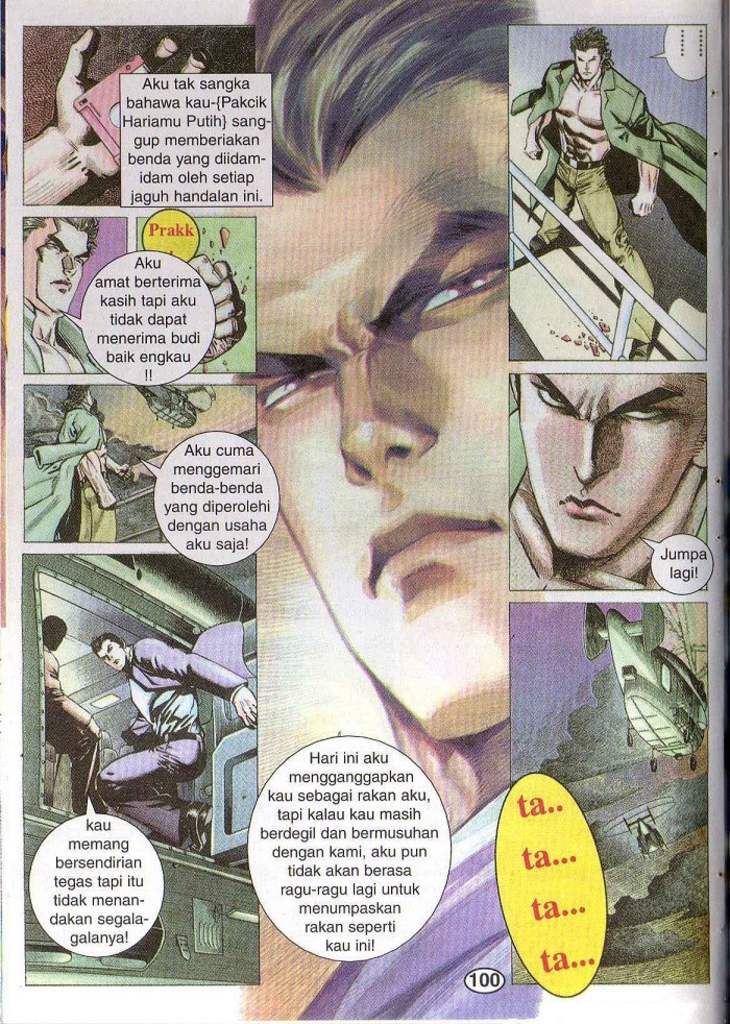 Aku tak sangka
bahawa kau-{Pakcik
Hariamu Putih} sang-
gup memberiakan
benda yang diidam-
idam oleh setiap
jaguh handalan ini.
Prakk
Aku
amat berterima
kasih tapi aku
tidak dapat
menerima budi
baik engkau
!!
Aku cuma
menggemari
benda-benda
yang diperolehi
dengan usaha
aku saja!
kau
memang
bersendirian
tegas tapi itu
tidak menan-
dakan segala-
galanya!
Hari ini aku
mengganggapkan
kau sebagai rakan aku,
tapi kalau kau masih
berdegil dan bermusuhan
dengan kami, aku pun
tidak akan berasa
ragu-ragu lagi untuk
menumpaskan
rakan seperti
kau ini!
Jumpa
lagi!
ta..
ta...
ta...
ta...
100